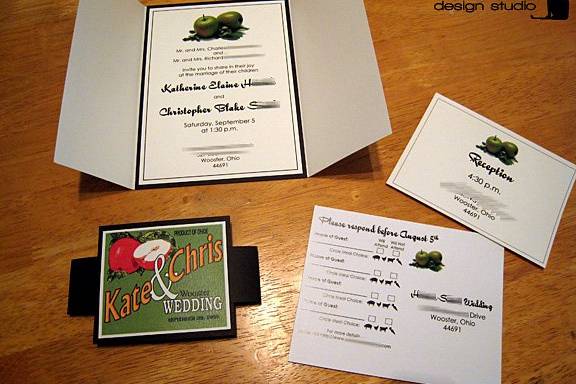 design studio
Mr. and Mrs. Charles
and
Mr. and Mrs. Richard
invite you to share in their joy
at the marriage of their children
Katherine Elaine H
and
Christopher Blake S
Saturday, September 5
at 1:30 p.m.
Wooster, Ohio
44691
Reception
4:30 p.m.
Wooster, Ohio
44691
PRODUCT OF OHIO
Kate & Chris
Wooster
WEDDING
Please respond before August 5th
Will Attend
Will Not Attend
Name of Guest:
Circle Meal Choice:
Name of Guest:
Circle Meal Choice:
Name of Guest:
Circle Meal Choice:
Name of Guest:
Circle Meal Choice:
For more details
H S Wedding
Drive
Wooster, Ohio
44691